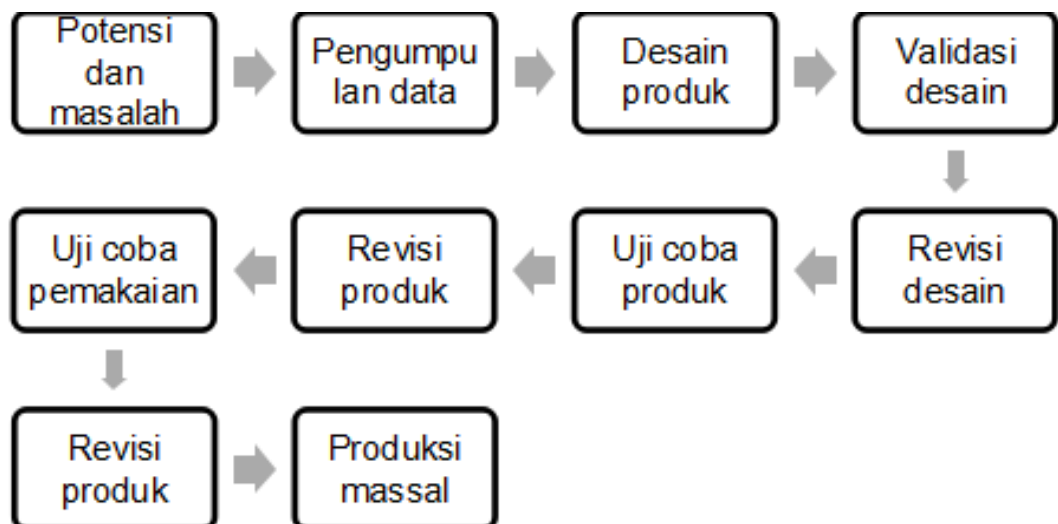 Potensi
dan
masalah
Pengumpu
lan data
Desain
produk
Validasi
desain
Revisi
desain
Uji coba
produk
Revisi
produk
Uji coba
pemakaian
Revisi
produk
Produksi
massal